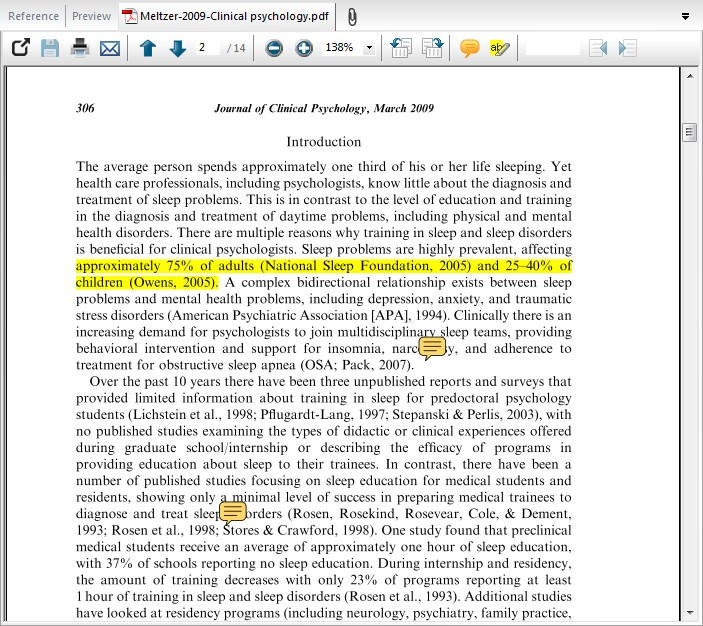 Reference Preview Meltzer-2009-Clinical psychology.pdf
2 / 14 138% ab
306 Journal of Clinical Psychology, March 2009
Introduction
The average person spends approximately one third of his or her life sleeping. Yet
health care professionals, including psychologists, know little about the diagnosis and
treatment of sleep problems. This is in contrast to the level of education and training
in the diagnosis and treatment of daytime problems, including physical and mental
health disorders. There are multiple reasons why training in sleep and sleep disorders
is beneficial for clinical psychologists. Sleep problems are highly prevalent, affecting
approximately 75% of adults (National Sleep Foundation, 2005) and 25–40% of
children (Owens, 2005). A complex bidirectional relationship exists between sleep
problems and mental health problems, including depression, anxiety, and traumatic
stress disorders (American Psychiatric Association [APA], 1994). Clinically there is an
increasing demand for psychologists to join multidisciplinary sleep teams, providing
behavioral intervention and support for insomnia, narc y, and adherence to
treatment for obstructive sleep apnea (OSA; Pack, 2007).
Over the past 10 years there have been three unpublished reports and surveys that
provided limited information about training in sleep for predoctoral psychology
students (Lichstein et al., 1998; Pflugardt-Lang, 1997; Stepanski & Perlis, 2003), with
no published studies examining the types of didactic or clinical experiences offered
during graduate school/internship or describing the efficacy of programs in
providing education about sleep to their trainees. In contrast, there have been a
number of published studies focusing on sleep education for medical students and
residents, showing only a minimal level of success in preparing medical trainees to
diagnose and treat sleep orders (Rosen, Rosekind, Rosevear, Cole, & Dement,
1993; Rosen et al., 1998; Stores & Crawford, 1998). One study found that preclinical
medical students receive an average of approximately one hour of sleep education,
with 37% of schools reporting no sleep education. During internship and residency,
the amount of training decreases with only 23% of programs reporting at least
1 hour of training in sleep and sleep disorders (Rosen et al., 1993). Additional studies
have looked at residency programs (including neurology, psychiatry, family practice,